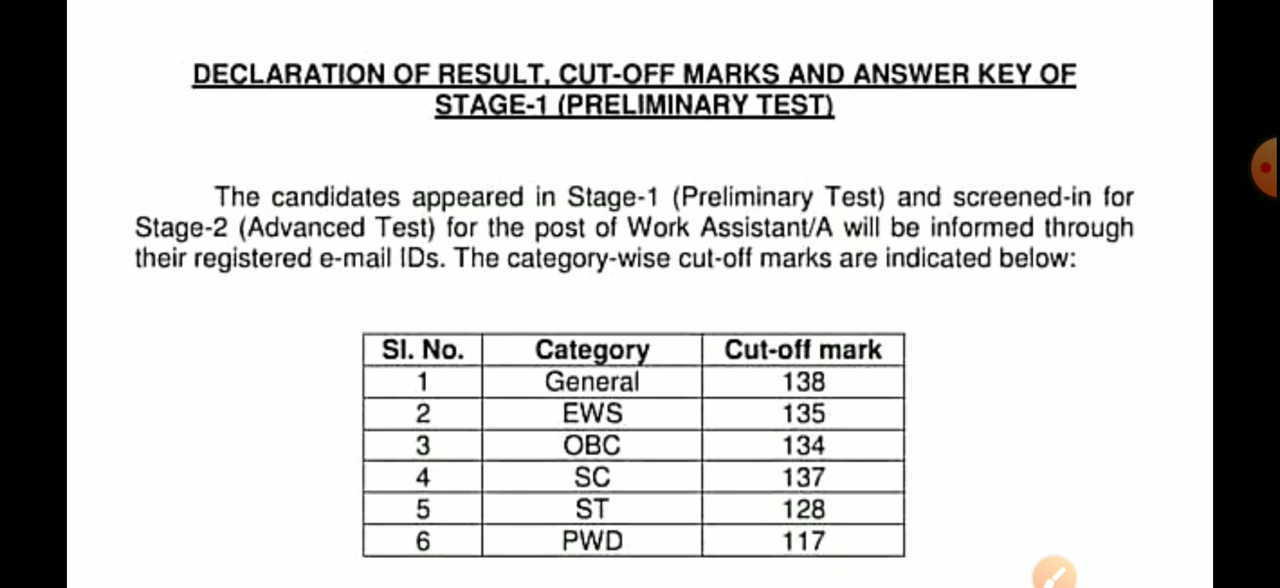 DECLARATION OF RESULT, CUT-OFF MARKS AND ANSWER KEY OF
STAGE-1 (PRELIMINARY TEST)
The candidates appeared in Stage-1 (Preliminary Test) and screened-in for
Stage-2 (Advanced Test) for the post of Work Assistant/A will be informed through
their registered e-mail IDs. The category-wise cut-off marks are indicated below:
Sl. No. Category Cut-off mark
1 General 138
2 EWS 135
3 OBC 134
4 SC 137
5 ST 128
6 PWD 117